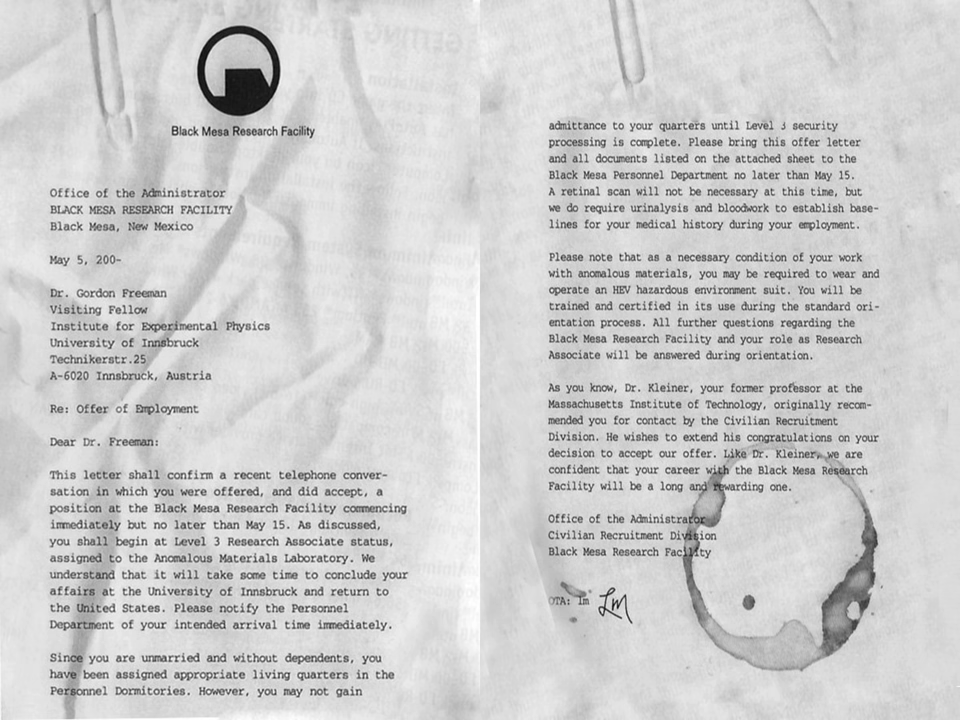 Black Mesa Research Facility
Office of the Administrator
BLACK MESA RESEARCH FACILITY
Black Mesa, New Mexico
May 5, 200-
Dr. Gordon Freeman
Visiting Fellow
Institute for Experimental Physics
University of Innsbruck
Technikerstr.25
A-6020 Innsbruck, Austria
Re: Offer of Employment
Dear Dr. Freeman:
This letter shall confirm a recent telephone conver-
sation in which you were offered, and did accept, a
position at the Black Mesa Research Facility commencing
immediately but no later than May 15. As discussed,
you shall begin at Level 3 Research Associate status,
assigned to the Anomalous Materials Laboratory. We
understand that it will take some time to conclude your
affairs at the University of Innsbruck and return to
the United States. Please notify the Personnel
Department of your intended arrival time immediately.
Since you are unmarried and without dependents, you
have been assigned appropriate living quarters in the
Personnel Dormitories. However, you may not gain
admittance to your quarters until Level 3 security
processing is complete. Please bring this offer letter
and all documents listed on the attached sheet to the
Black Mesa Personnel Department no later than May 15.
A retinal scan will not be necessary at this time, but
we do require urinalysis and bloodwork to establish base-
lines for your medical history during your employment.
Please note that as a necessary condition of your work
with anomalous materials, you may be required to wear and
operate an HEV hazardous environment suit. You will be
trained and certified in its use during the standard ori-
entation process. All further questions regarding the
Black Mesa Research Facility and your role as Research
Associate will be answered during orientation.
As you know, Dr. Kleiner, your former professor at the
Massachusetts Institute of Technology, originally recom-
mended you for contact by the Civilian Recruitment
Division. He wishes to extend his congratulations on your
decision to accept our offer. Like Dr. Kleiner, we are
confident that your career with the Black Mesa Research
Facility will be a long and rewarding one.
Office of the Administrator
Civilian Recruitment Division
Black Mesa Research Facility
OTA: lm LM